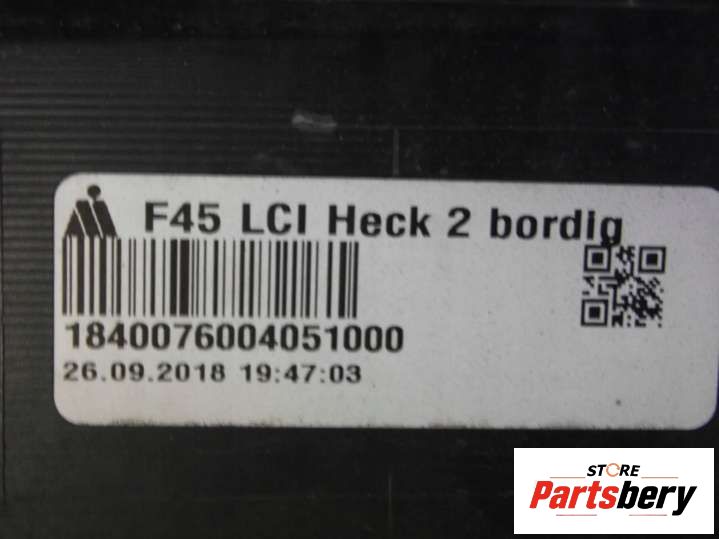 F45 LCI Heck 2 bordig
1840076004051000
26.09.2018 19:47:03
STORE
Partsbery